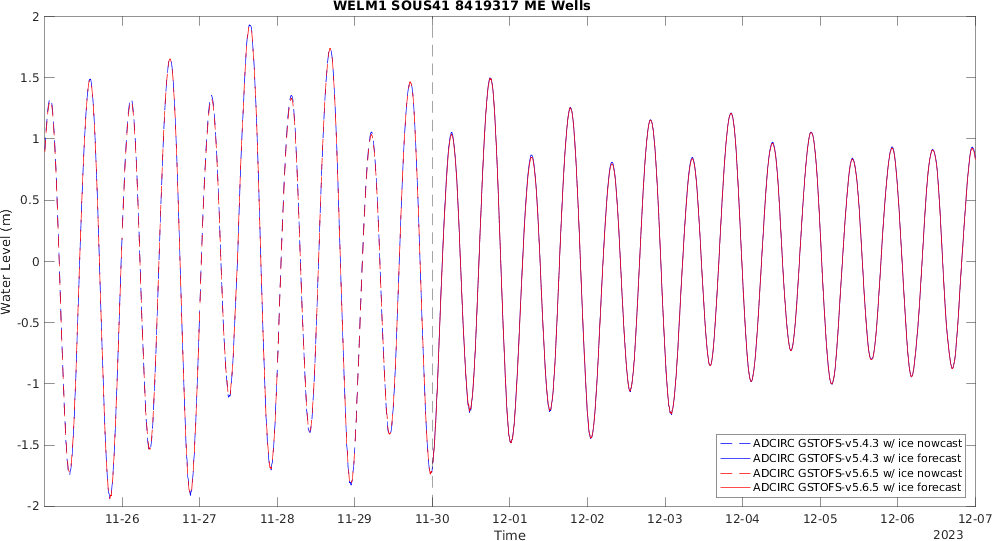 WELM1 SOUS41 8419317 ME Wells
2
1.5
1
0.5
0
-0.5
-1
-1.5
-2
Water Level (m)
ADCIRC GSTOFS-v5.4.3 w/ ice nowcast
ADCIRC GSTOFS-v5.4.3 w/ ice forecast
ADCIRC GSTOFS-v5.6.5 w/ ice nowcast
ADCIRC GSTOFS-v5.6.5 w/ ice forecast
11-26 11-27 11-28 11-29 11-30 12-01 12-02 12-03 12-04 12-05 12-06 12-07
Time
2023